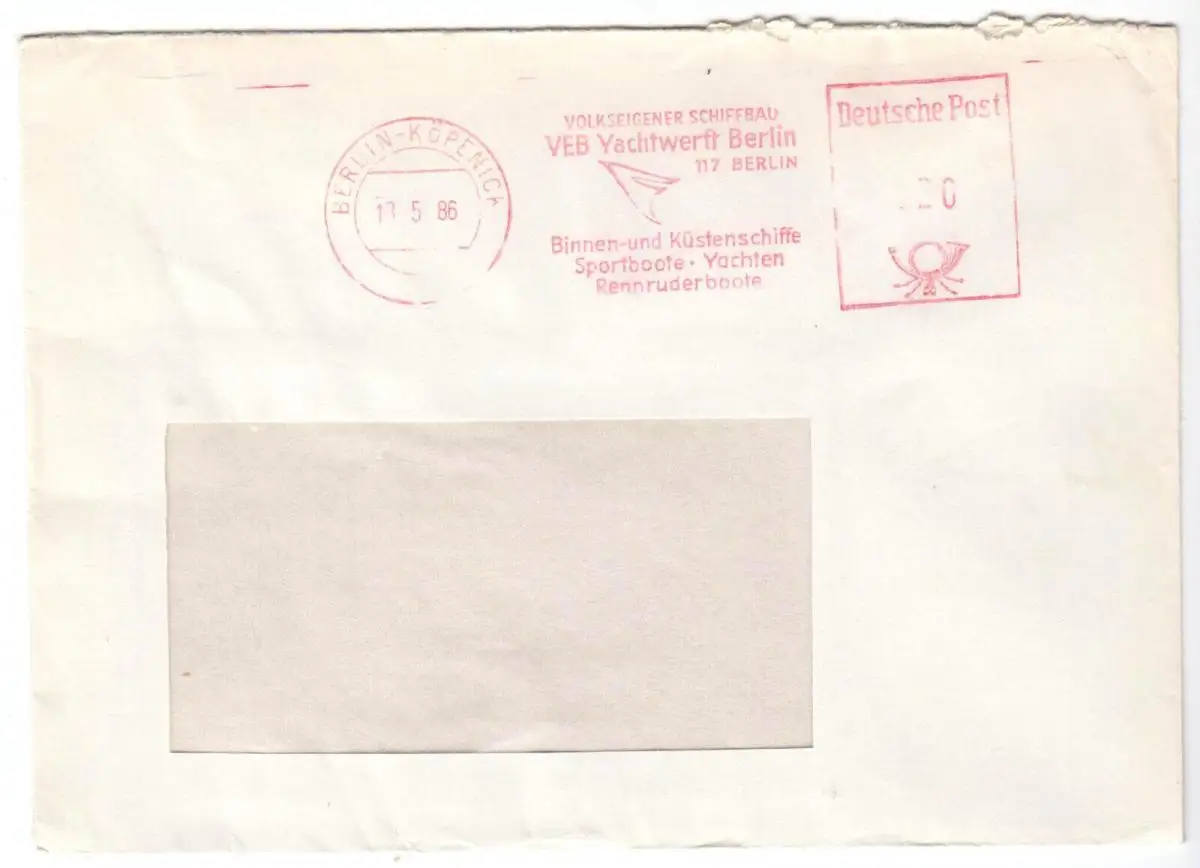 BERLIN-KÖPENICK
5 86
VOLKSEIGENER SCHIFFBAU
VEB Yachtwerft Berlin
117 BERLIN
Binnen-und Küstenschiffe
Sportboote · Yachten
Rennruderboote
Deutsche Post
20